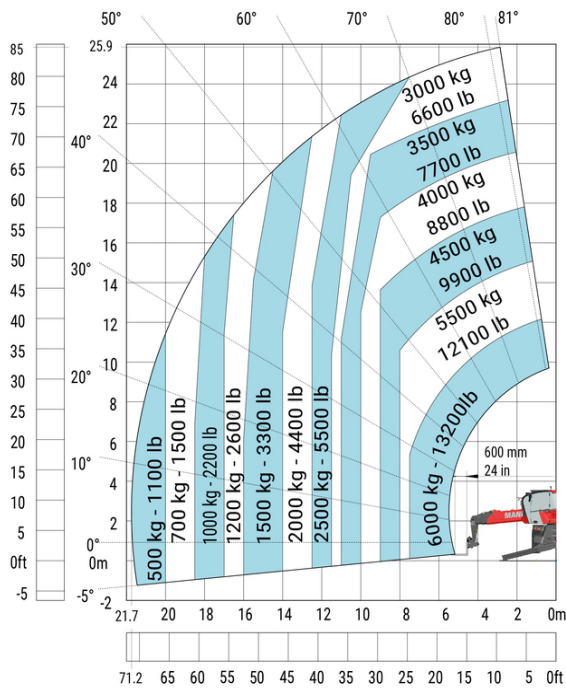 50° 60° 70° 80° 81°
85 25.9
80 24
75 22
70 20
65 18
60 16
55 14
50 12
45 10
40 8
35 6
30 4
25 2
20 0m
15 -2
10
5
0ft
-5
40°
30°
20°
10°
0°
-5°
3000 kg
6600 lb
3500 kg
7700 lb
4000 kg
8800 lb
4500 kg
9900 lb
5500 kg
12100 lb
6000 kg - 13200lb
500 kg - 1100 lb
700 kg - 1500 lb
1000 kg - 2200 lb
1200 kg - 2600 lb
1500 kg - 3300 lb
2000 kg - 4400 lb
2500 kg - 5500 lb
600 mm
24 in
MANI
21.7 20 18 16 14 12 10 8 6 4 2 0m
71.2 65 60 55 50 45 40 35 30 25 20 15 10 5 0ft